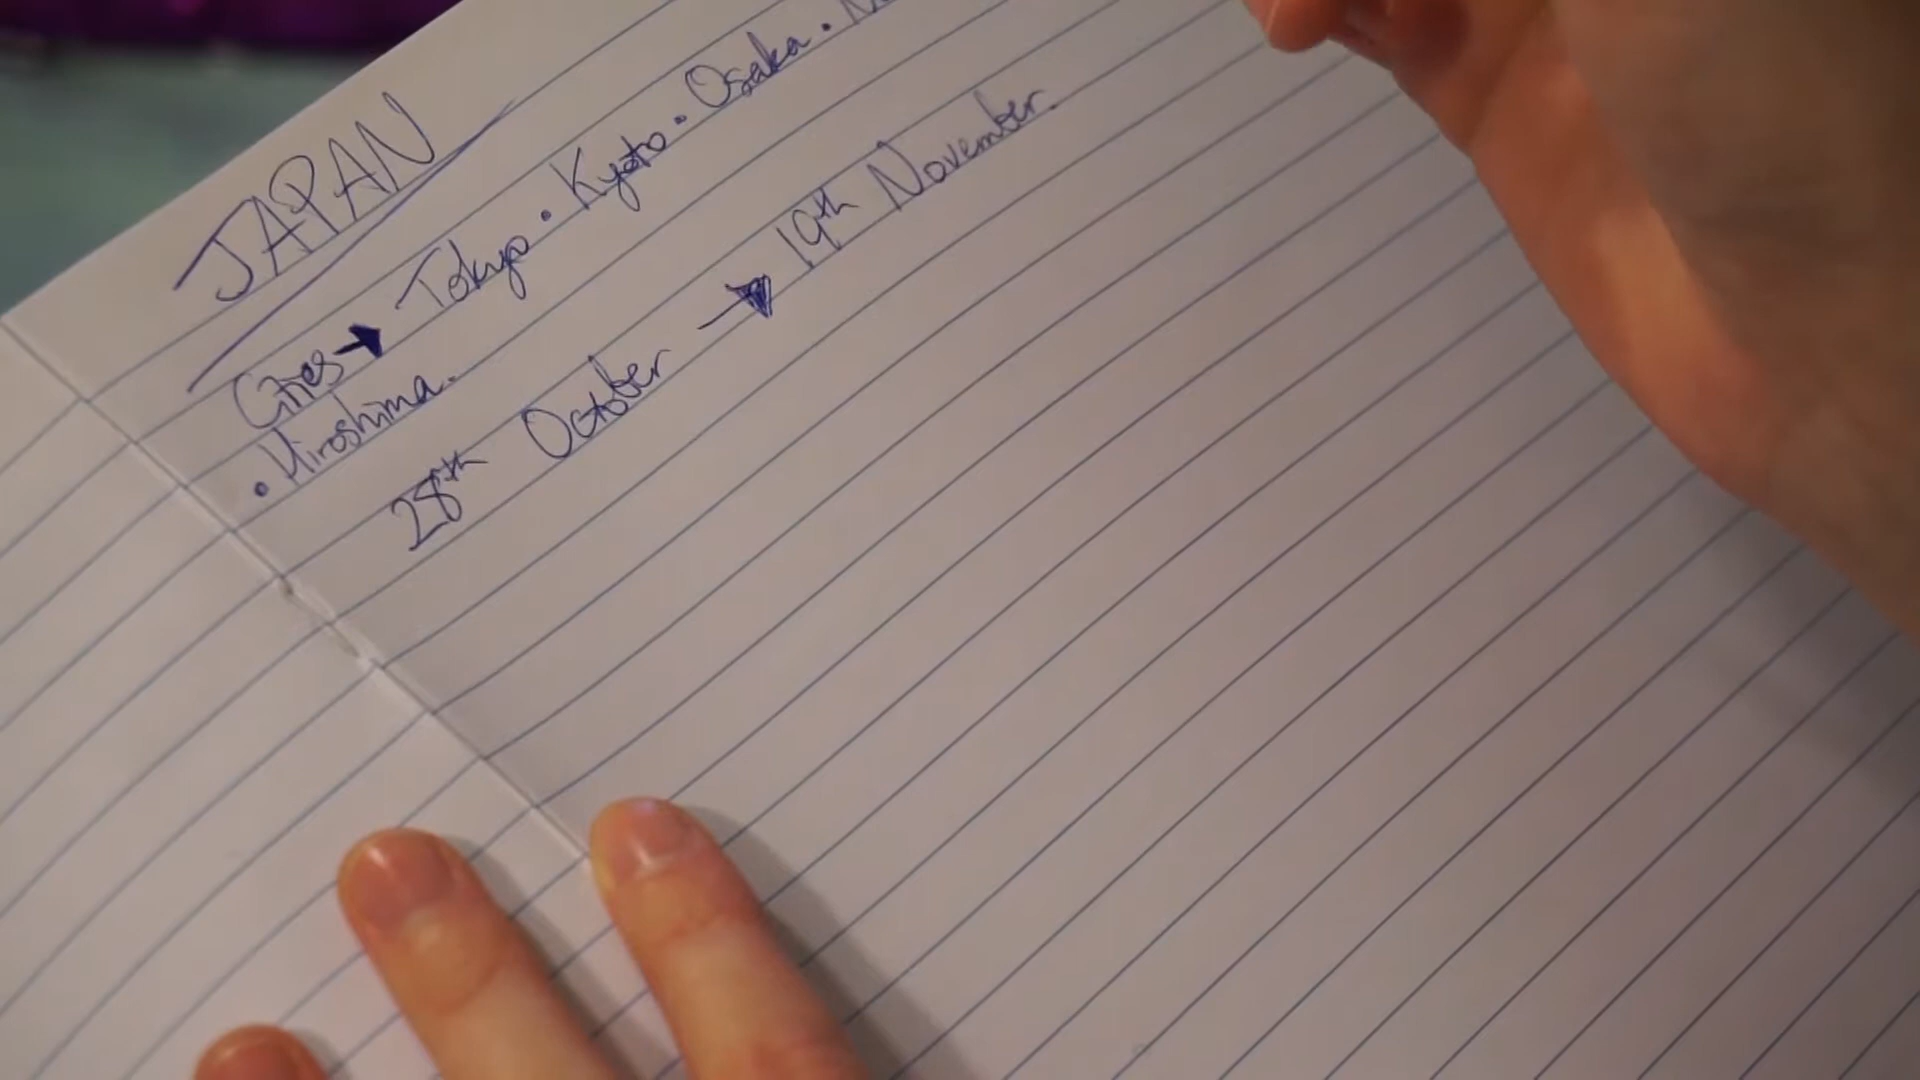 JAPAN
Cities → Tokyo • Kyoto • Osaka •
• Hiroshima.
28th October → 19th November.